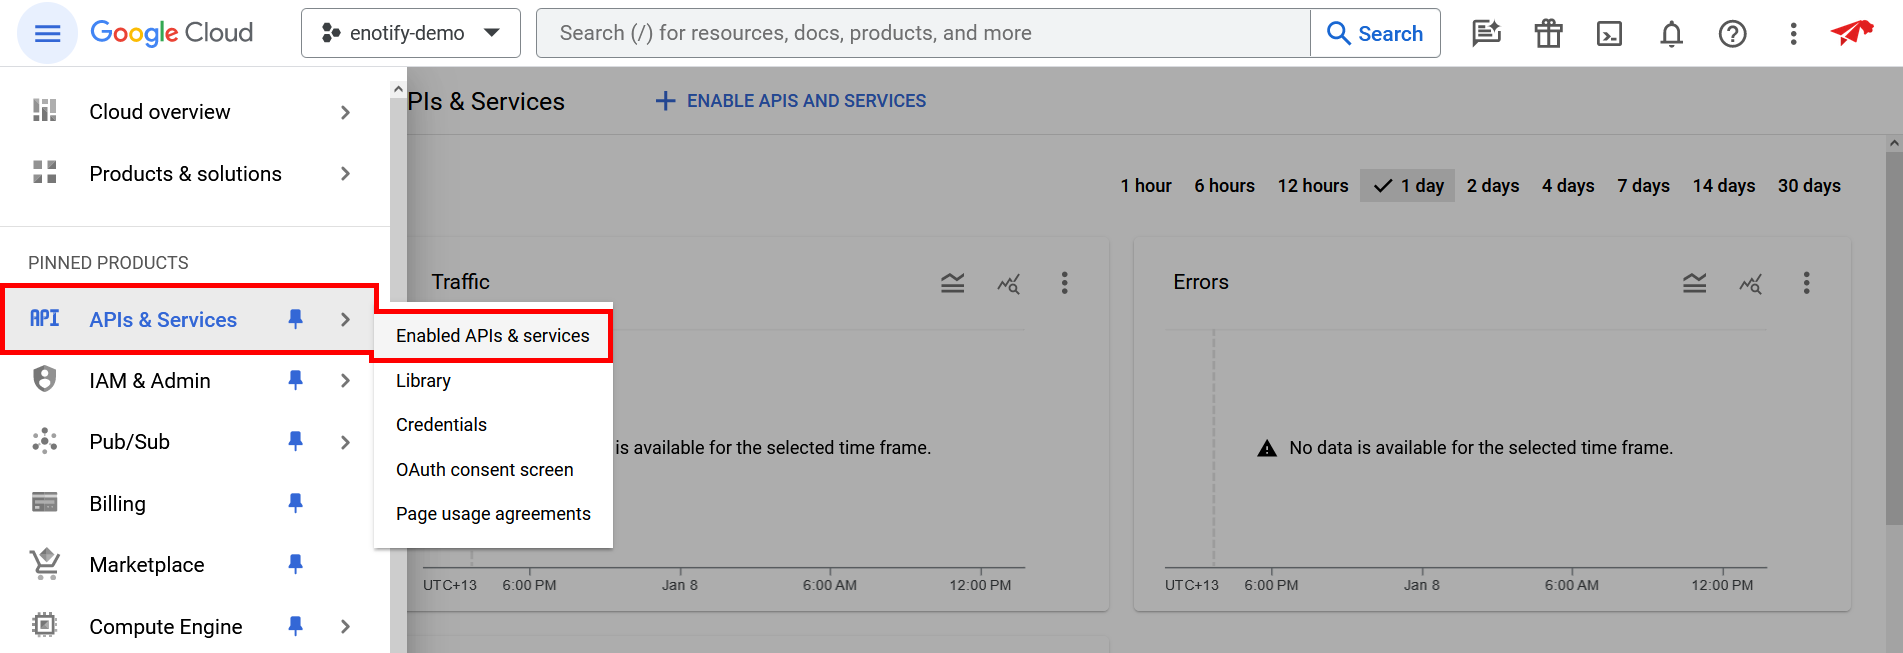 Google Cloud
enotify-demo
Search (/) for resources, docs, products, and more
Search
Cloud overview
Products & solutions
PINNED PRODUCTS
API APIs & Services
IAM & Admin
Pub/Sub
Billing
Marketplace
Compute Engine
Enabled APIs & services
Library
Credentials
OAuth consent screen
Page usage agreements
PIs & Services
ENABLE APIS AND SERVICES
1 hour 6 hours 12 hours 1 day 2 days 4 days 7 days 14 days 30 days
Traffic
is available for the selected time frame.
UTC+13 6:00 PM Jan 8 6:00 AM 12:00 PM
Errors
No data is available for the selected time frame.
UTC+13 6:00 PM Jan 8 6:00 AM 12:00 PM